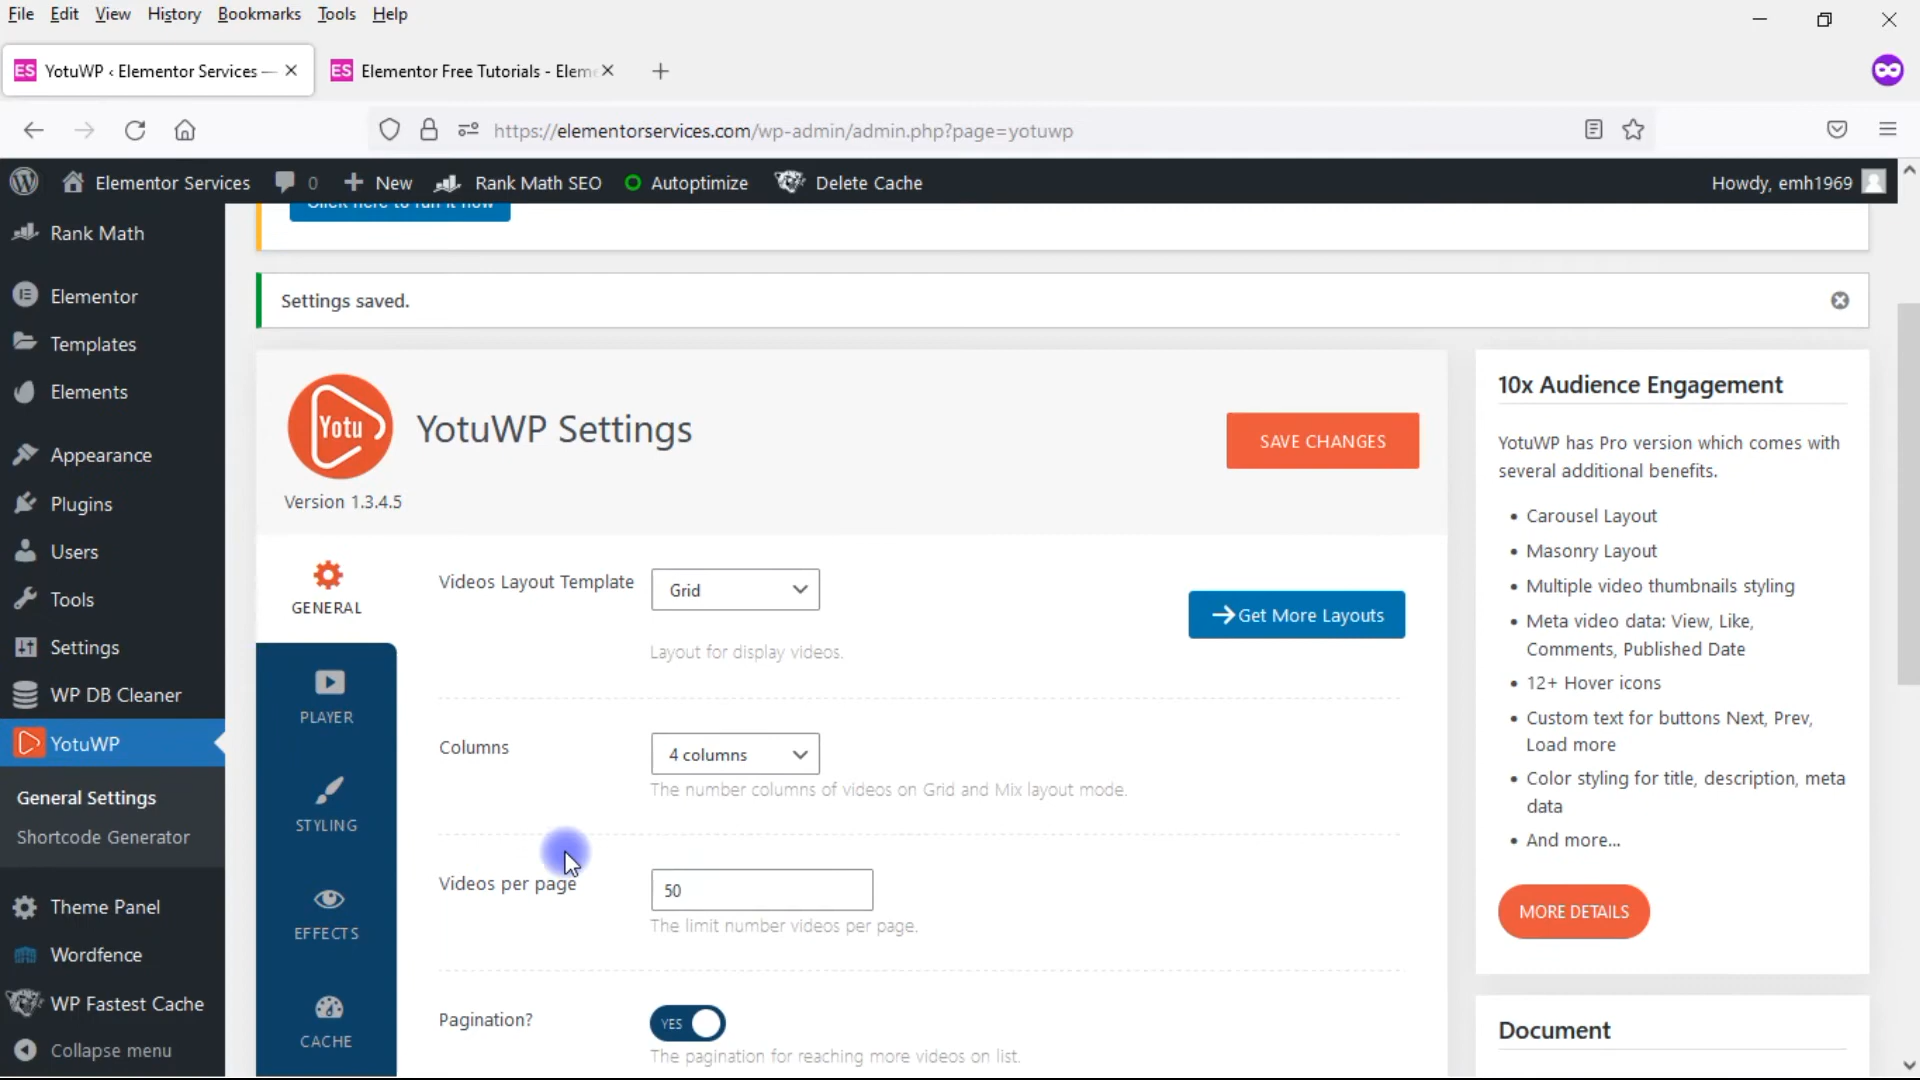 File Edit View History Bookmarks Tools Help
ES YotuWP ‹ Elementor Services —
ES Elementor Free Tutorials - Elem
https://elementorservices.com/wp-admin/admin.php?page=yotuwp
Elementor Services 0 New Rank Math SEO Autoptimize Delete Cache Howdy, emh1969
Click here to run it now
Rank Math
Elementor
Templates
Elements
Appearance
Plugins
Users
Tools
Settings
WP DB Cleaner
YotuWP
General Settings
Shortcode Generator
Theme Panel
Wordfence
WP Fastest Cache
Collapse menu
Settings saved.
Yotu
YotuWP Settings
SAVE CHANGES
Version 1.3.4.5
GENERAL
PLAYER
STYLING
EFFECTS
CACHE
Videos Layout Template Grid
Get More Layouts
Layout for display videos.
Columns 4 columns
The number columns of videos on Grid and Mix layout mode.
Videos per page 50
The limit number videos per page.
Pagination? YES
The pagination for reaching more videos on list.
10x Audience Engagement
YotuWP has Pro version which comes with
several additional benefits.
• Carousel Layout
• Masonry Layout
• Multiple video thumbnails styling
• Meta video data: View, Like,
Comments, Published Date
• 12+ Hover icons
• Custom text for buttons Next, Prev,
Load more
• Color styling for title, description, meta
data
• And more...
MORE DETAILS
Document